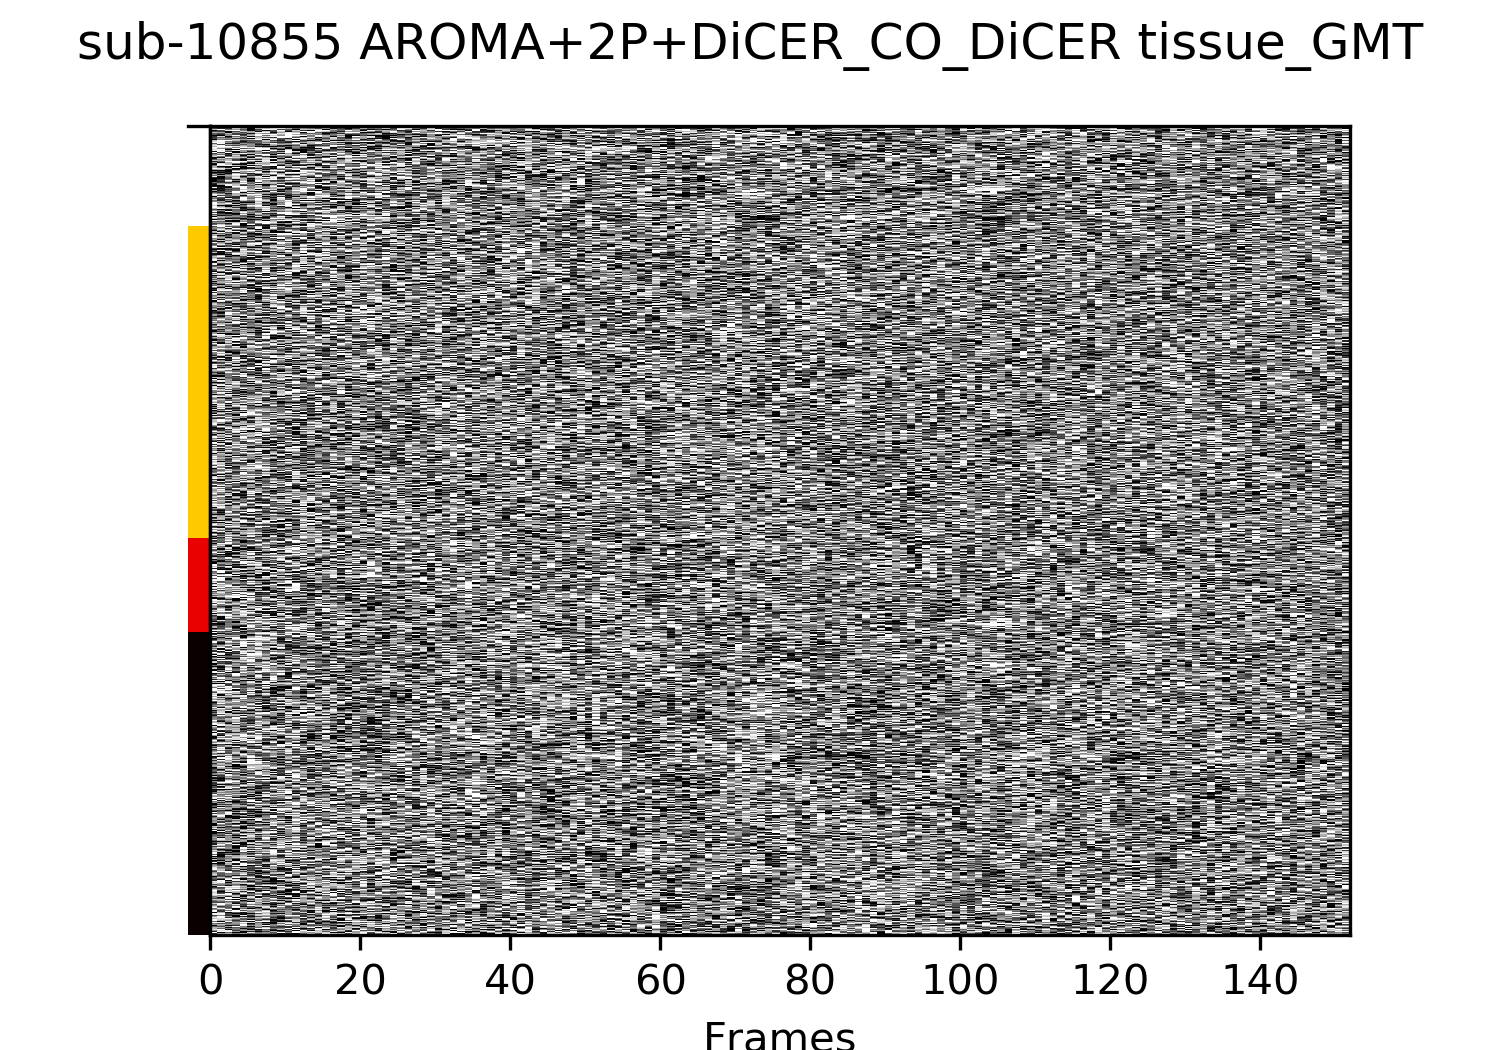 sub-10855 AROMA+2P+DiCER_CO_DiCER tissue_GMT
0 20 40 60 80 100 120 140
Frames